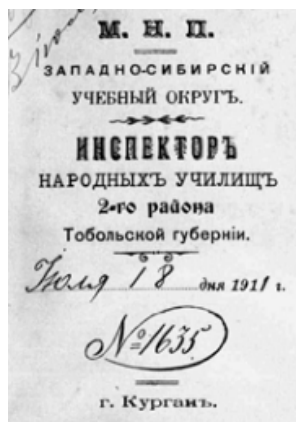 М. Н. П.
ЗАПАДНО-СИБИРСКІЙ
УЧЕБНЫЙ ОКРУГЪ.
ИНСПЕКТОРЪ
НАРОДНЫХЪ УЧИЛИЩЪ
2-го района
Тобольской губерніи.
Іюля 18 дня 1911 г.
№ 1635
г. Курганъ.